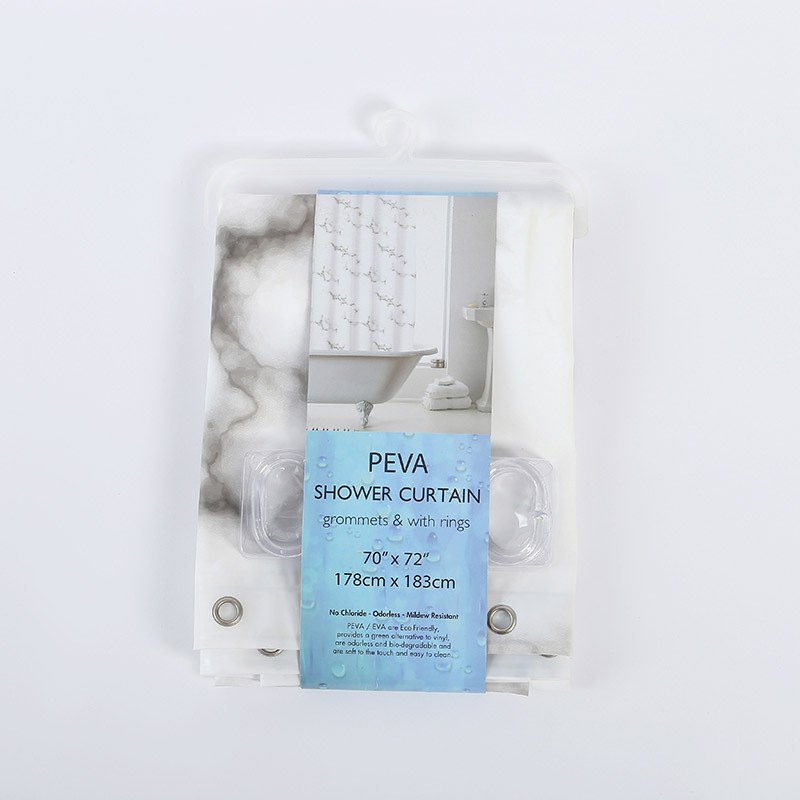 PEVA
SHOWER CURTAIN
grommets & with rings
70" x 72"
178cm x 183cm
No Chloride - Odorless - Mildew Resistant
PEVA / EVA are Eco Friendly,
provides a green alternative to vinyl,
are odorless and bio-degradable and
are soft to the touch and easy to clean.